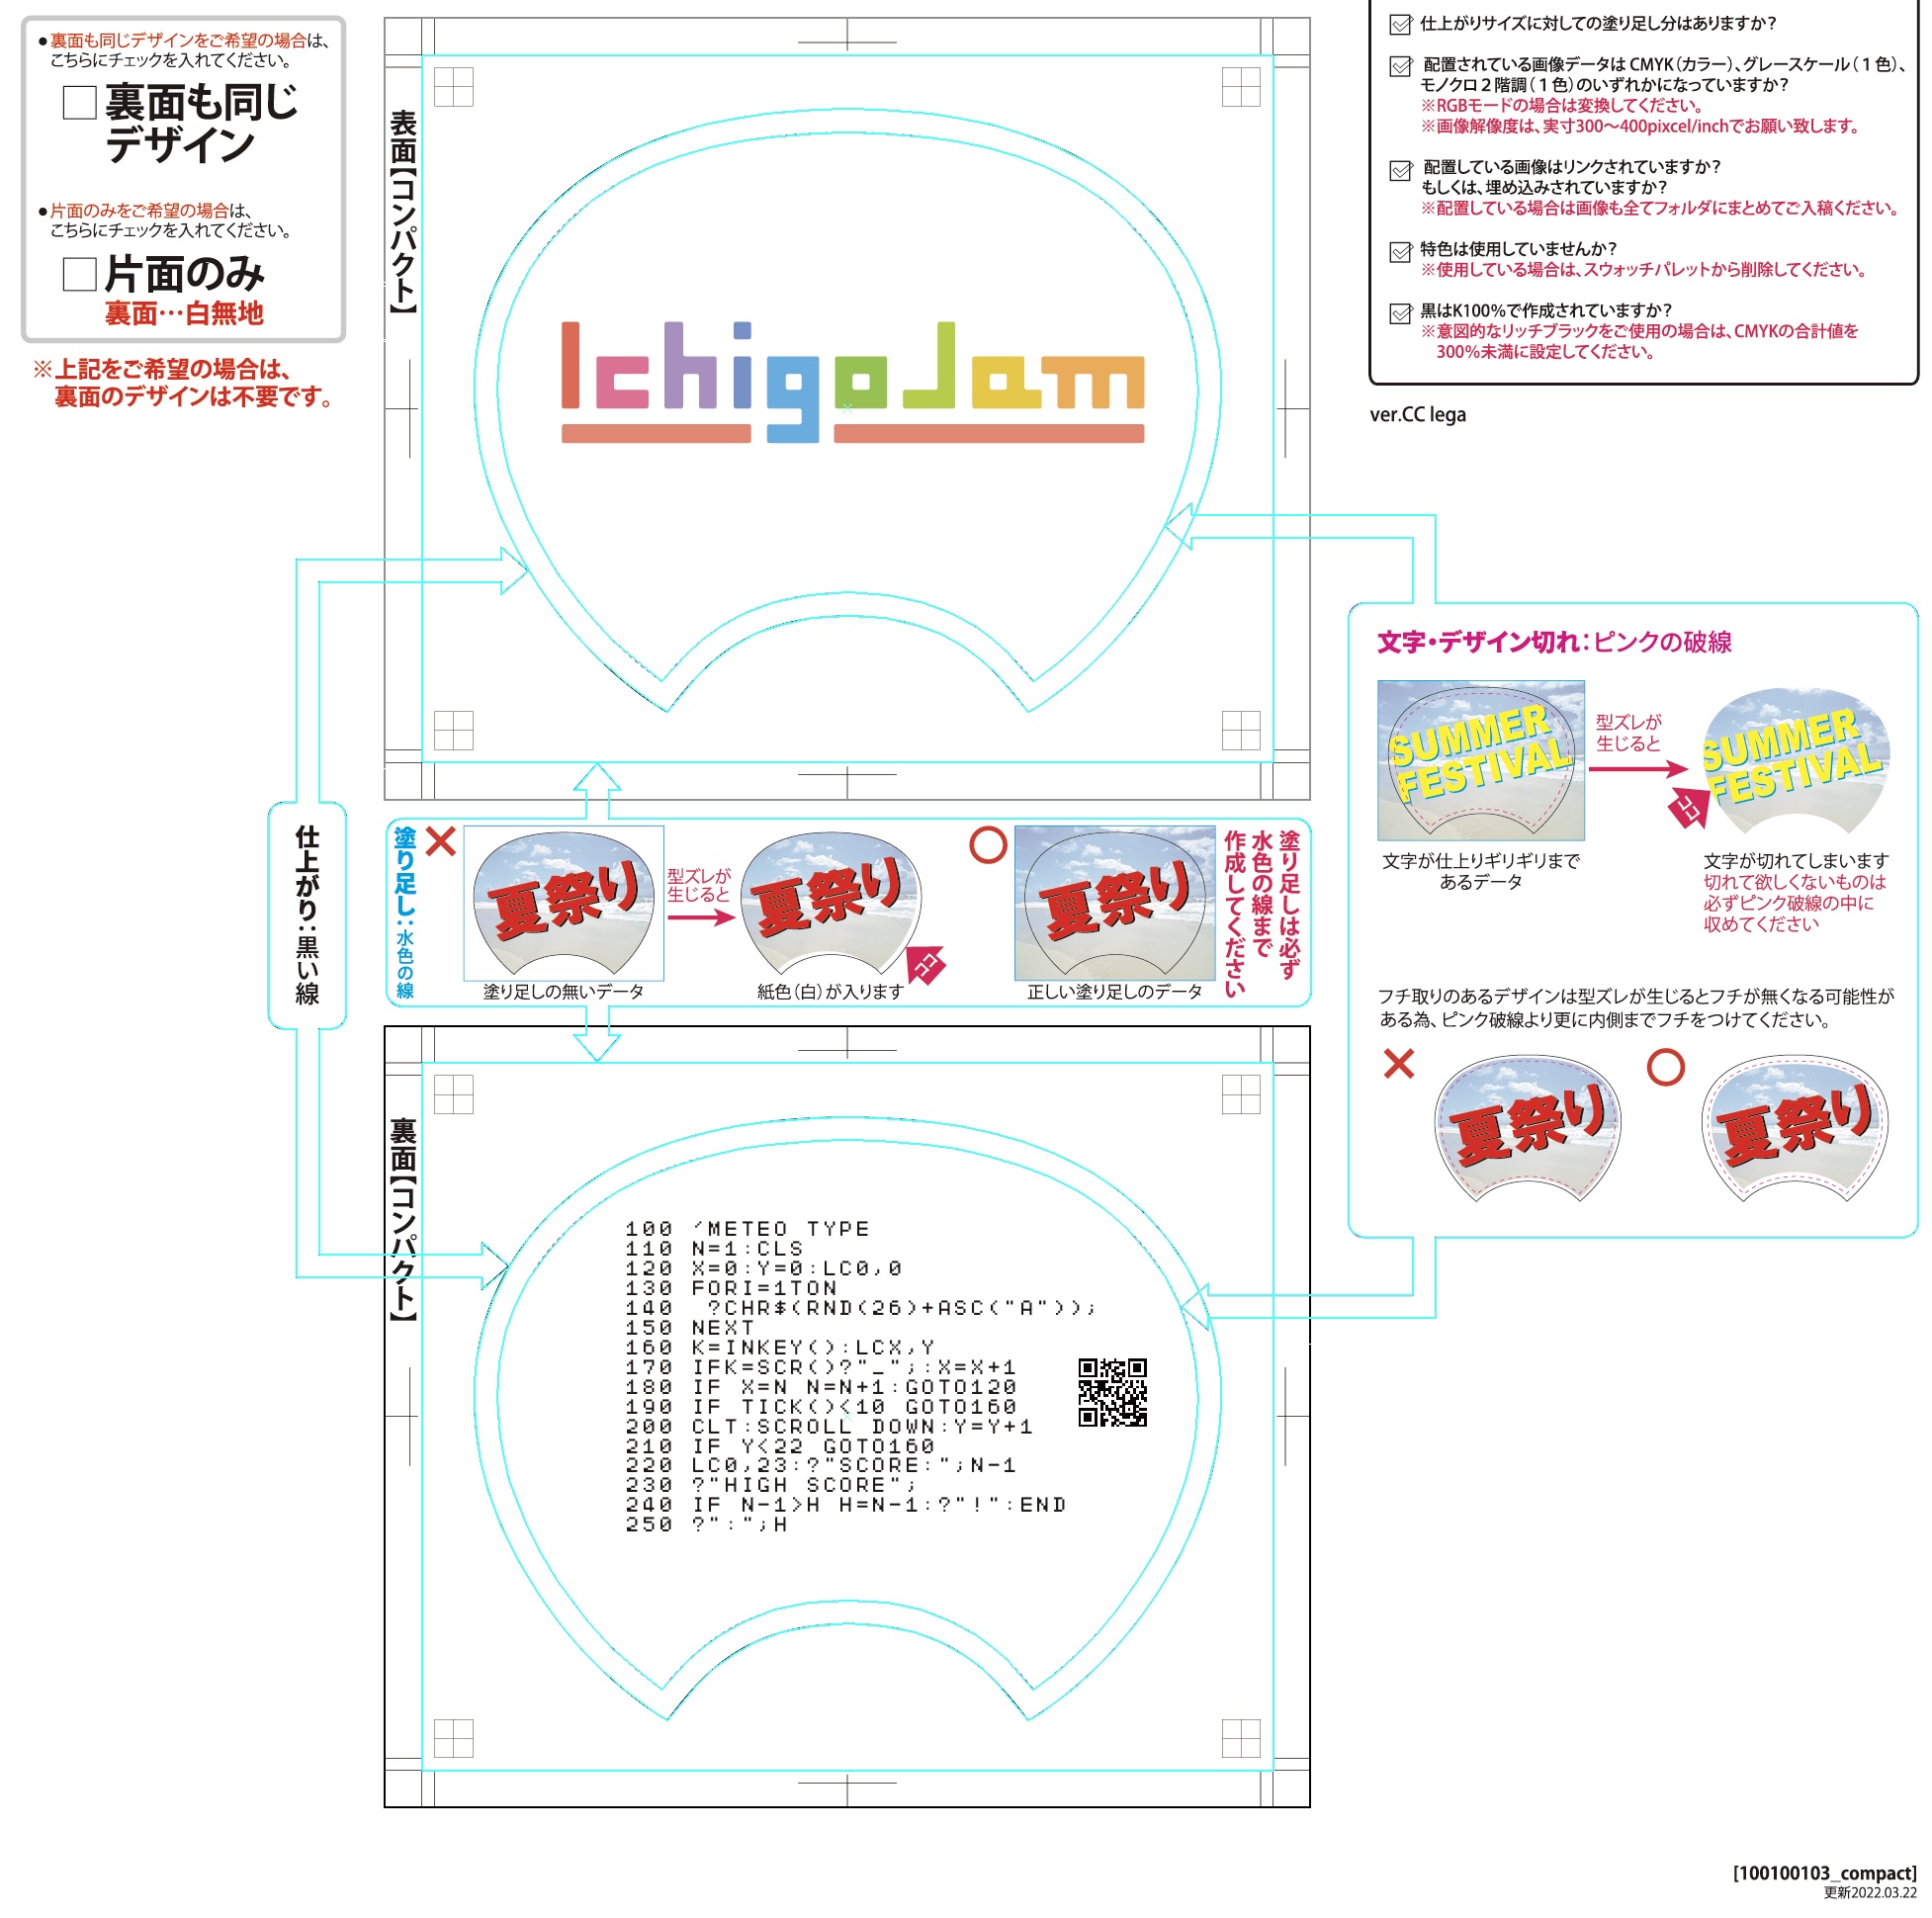 ●裏面も同じデザインをご希望の場合は、
こちらにチェックを入れてください。
裏面も同じ
デザイン
●片面のみをご希望の場合は、
こちらにチェックを入れてください。
片面のみ
裏面…白無地
※上記をご希望の場合は、
裏面のデザインは不要です。
表面【コンパクト】
IchigoJam
仕上がりサイズに対しての塗り足し分はありますか？
配置されている画像データは CMYK（カラー）、グレースケール（１色）、
モノクロ２階調（１色）のいずれかになっていますか？
※RGBモードの場合は変換してください。
※画像解像度は、実寸300〜400pixcel/inchでお願い致します。
配置している画像はリンクされていますか？
もしくは、埋め込みされていますか？
※配置している場合は画像も全てフォルダにまとめてご入稿ください。
特色は使用していませんか？
※使用している場合は、スウォッチパレットから削除してください。
黒はK100％で作成されていますか？
※意図的なリッチブラックをご使用の場合は、CMYKの合計値を
300％未満に設定してください。
ver.CC lega
仕上がり：黒い線
塗り足し：水色の線
夏祭り
塗り足しの無いデータ
型ズレが
生じると
夏祭り
ココ
紙色（白）が入ります
夏祭り
正しい塗り足しのデータ
塗り足しは必ず
水色の線まで
作成してください
文字・デザイン切れ：ピンクの破線
SUMMER
FESTIVAL
型ズレが
生じると
SUMMER
FESTIVAL
ココ
文字が仕上りギリギリまで
あるデータ
文字が切れてしまいます
切れて欲しくないものは
必ずピンク破線の中に
収めてください
フチ取りのあるデザインは型ズレが生じるとフチが無くなる可能性が
ある為、ピンク破線より更に内側までフチをつけてください。
夏祭り
夏祭り
裏面【コンパクト】
100 'METEO TYPE
110 N=1:CLS
120 X=0:Y=0:LC0,0
130 FORI=1TON
140  ?CHR$(RND(26)+ASC("A"));
150 NEXT
160 K=INKEY():LCX,Y
170 IFK=SCR()?"_";:X=X+1
180 IF X=N N=N+1:GOTO120
190 IF TICK()<10 GOTO160
200 CLT:SCROLL DOWN:Y=Y+1
210 IF Y<22 GOTO160
220 LC0,23:?"SCORE:";N-1
230 ?"HIGH SCORE";
240 IF N-1>H H=N-1:?"!":END
250 ?":";H
[100100103_compact]
更新2022.03.22